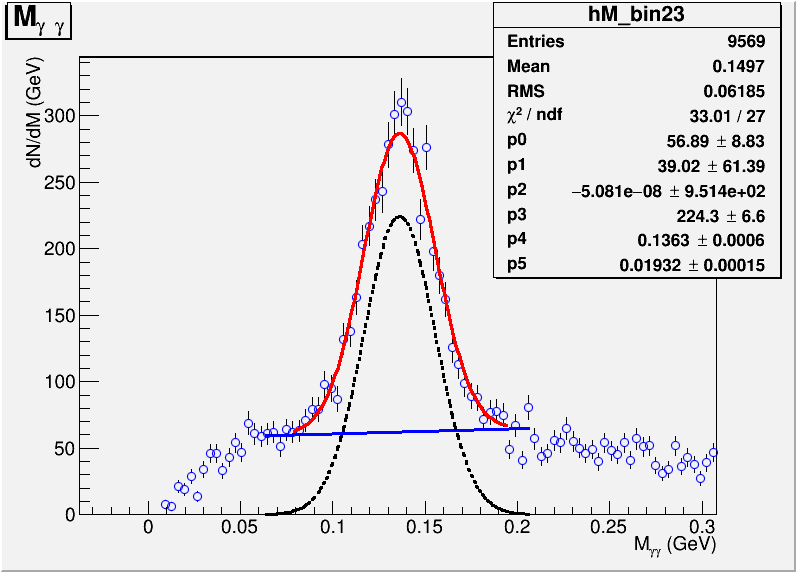 Mγ γ
hM_bin23
Entries 9569
Mean 0.1497
RMS 0.06185
χ² / ndf 33.01 / 27
p0 56.89 ± 8.83
p1 39.02 ± 61.39
p2 −5.081e−08 ± 9.514e+02
p3 224.3 ± 6.6
p4 0.1363 ± 0.0006
p5 0.01932 ± 0.00015
dN/dM (GeV)
300
250
200
150
100
50
0
0 0.05 0.1 0.15 0.2 0.25 0.3
Mγγ (GeV)